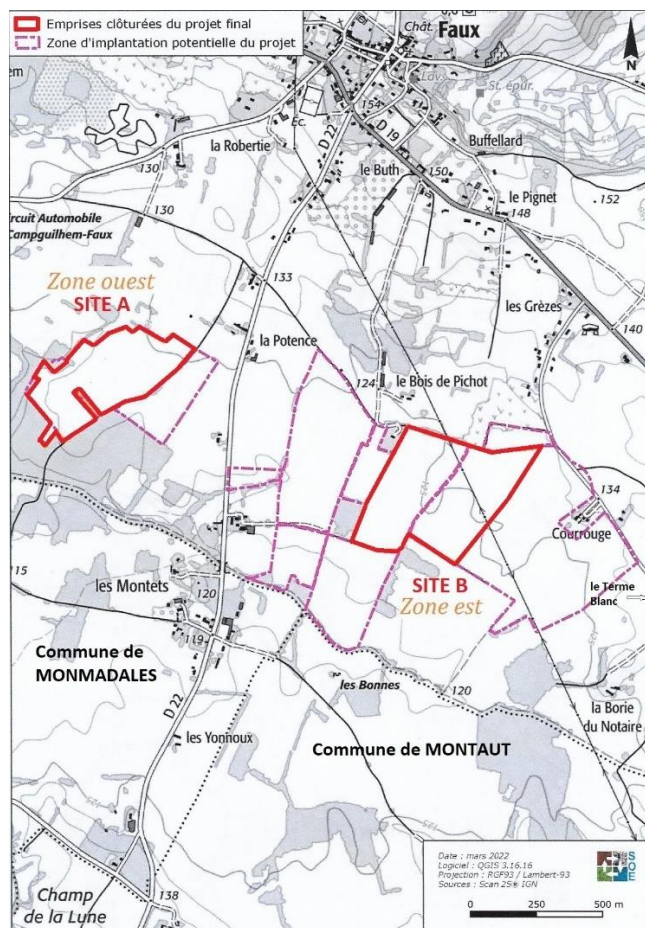 Emprises clôturées du projet final
Zone d'implantation potentielle du projet
Chât.
Faux
N
Lav.
St. épur.
154
Éc.
D 22
D 19
Buffellard
la Robertie
130
le Buth
150
le Pignet
152
148
130
Circuit Automobile
Campguilhem-Faux
133
Zone ouest
SITE A
les Grèzes
140
la Potence
124
le Bois de Pichot
134
Courrouge
SITE B
Zone est
le Terme
Blanc
115
les Montets
120
119
Commune de
MONMADALES
les Bonnes
120
la Borie
du Notaire
D 22
les Yonnoux
Commune de MONTAUT
Champ
de la Lune
138
Date : mars 2022
Logiciel : QGIS 3.16.16
Projection : RGF93 / Lambert-93
Sources : Scan 25® IGN
SOE
0 250 500 m